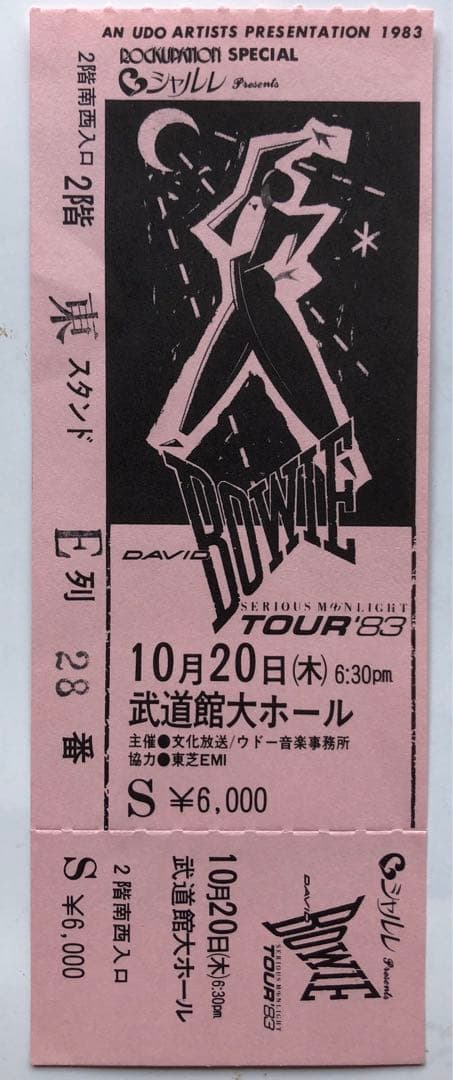 AN UDO ARTISTS PRESENTATION 1983
ROCKUPATION SPECIAL
シャルレ Presents
2階南西入口 2階 東 スタンド E 列 28 番
DAVID BOWIE
SERIOUS MOONLIGHT
TOUR '83
10月20日(木) 6:30pm
武道館大ホール
主催●文化放送/ウドー音楽事務所
協力●東芝EMI
S ¥6,000
シャルレ Presents
DAVID BOWIE
SERIOUS MOONLIGHT
TOUR '83
10月20日(木) 6:30pm
武道館大ホール
2階南西入口
S ¥6,000